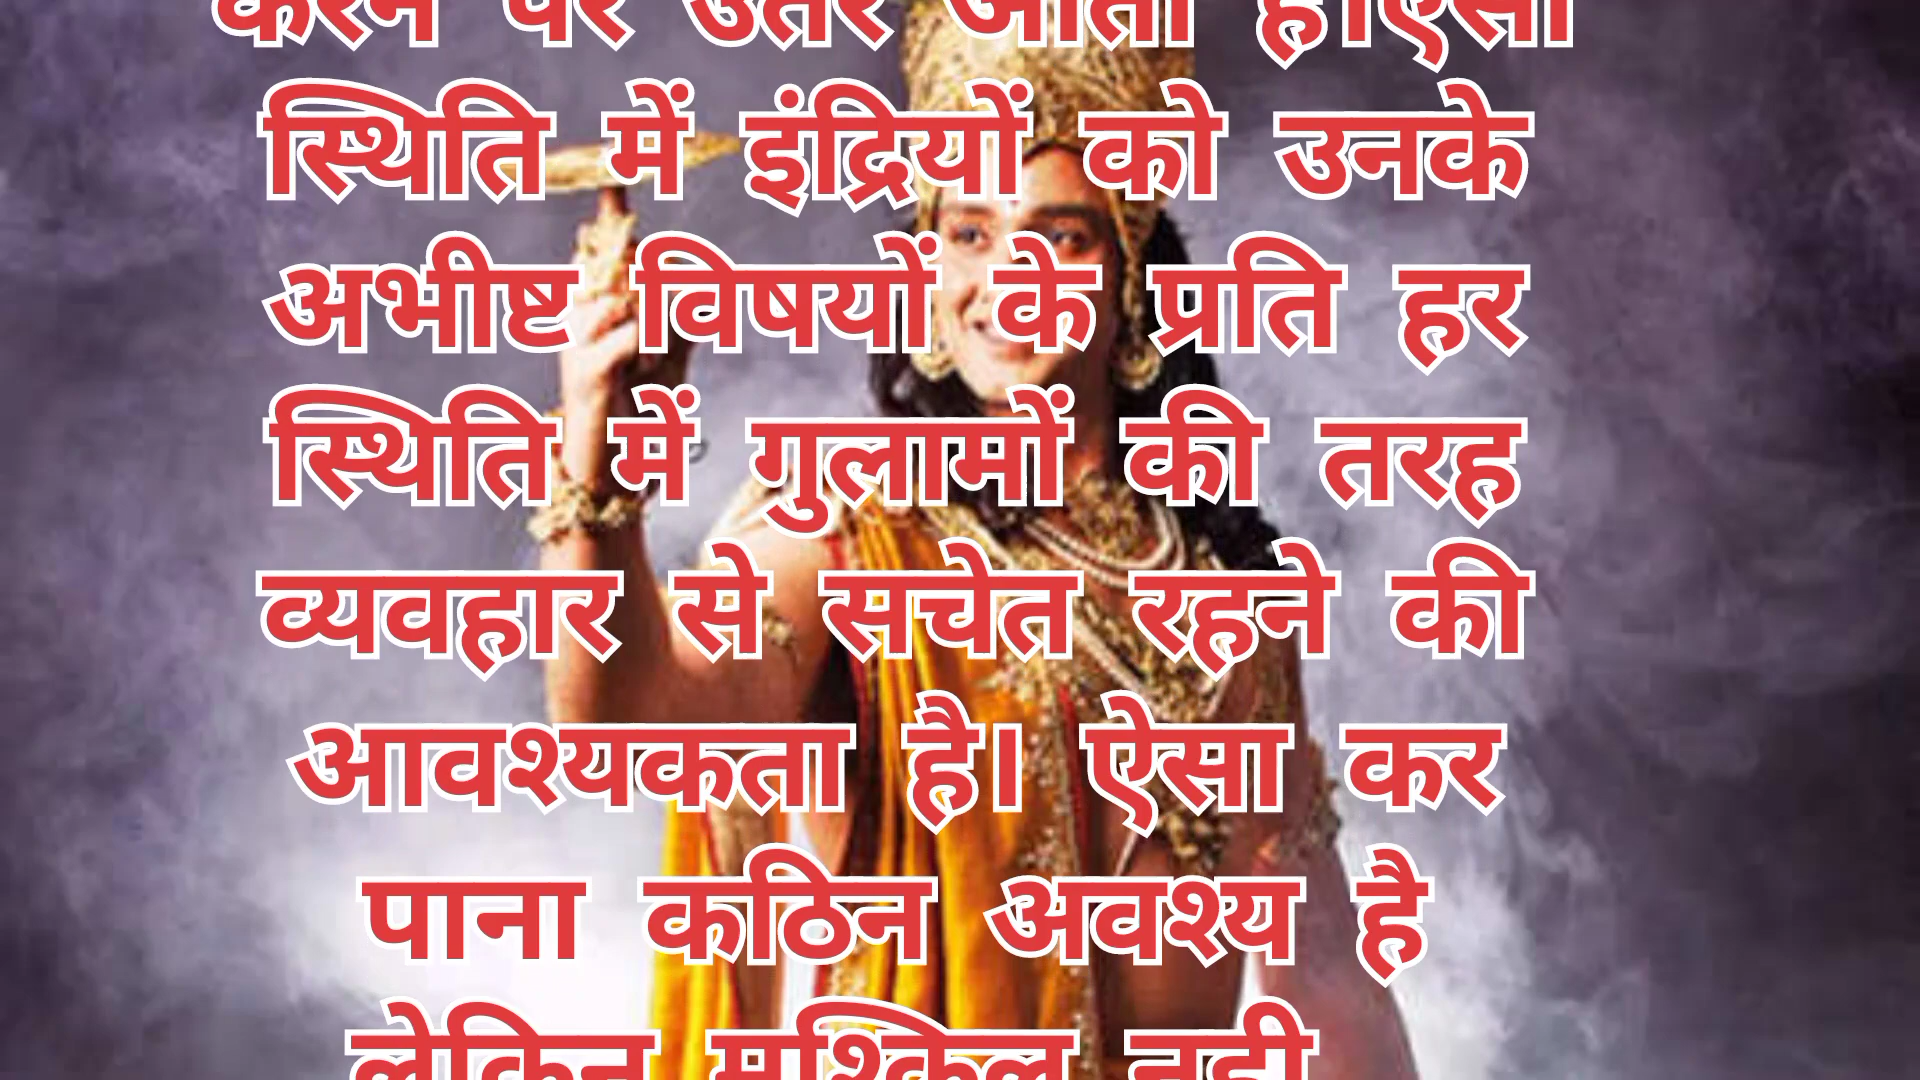 करने पर उतर आता है।ऐसी
स्थिति में इंद्रियों को उनके
अभीष्ट विषयों के प्रति हर
स्थिति में गुलामों की तरह
व्यवहार से सचेत रहने की
आवश्यकता है। ऐसा कर
पाना कठिन अवश्य है
लेकिन मुश्किल नही